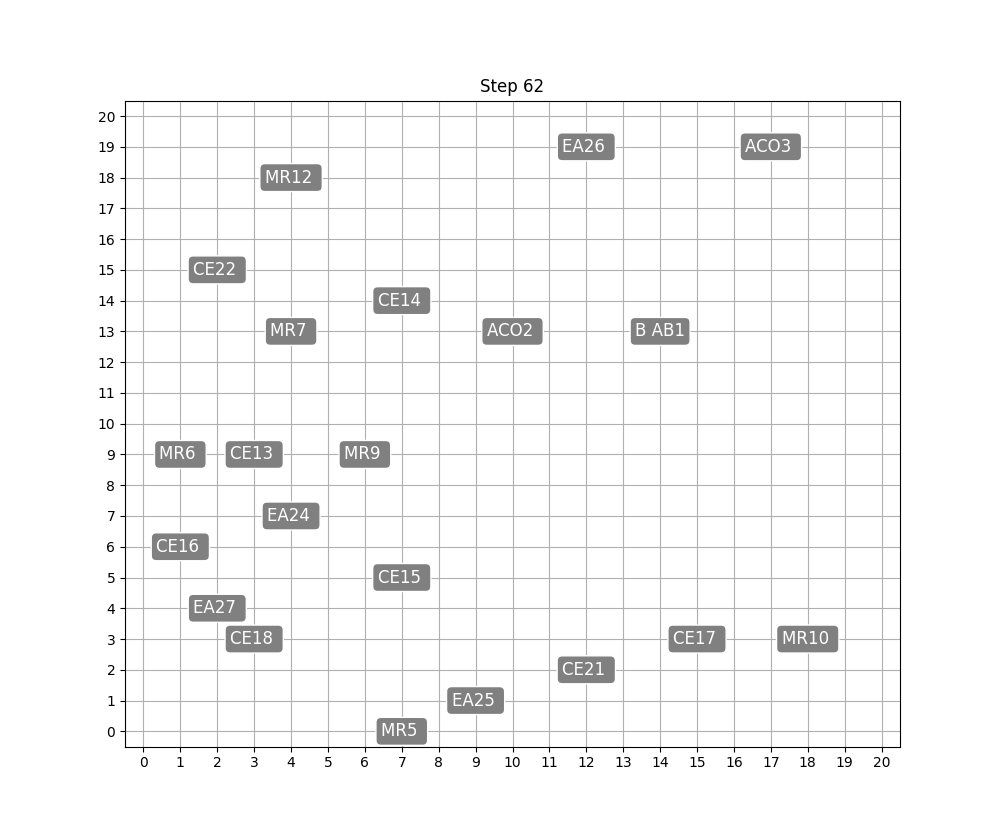 Step 62
20
19
EA26
ACO3
18
MR12
17
16
15
CE22
14
CE14
13
MR7
ACO2
B AB1
12
11
10
9
MR6
CE13
MR9
8
7
EA24
6
CE16
5
CE15
4
EA27
3
CE18
CE17
MR10
2
CE21
1
EA25
0
MR5
0 1 2 3 4 5 6 7 8 9 10 11 12 13 14 15 16 17 18 19 20